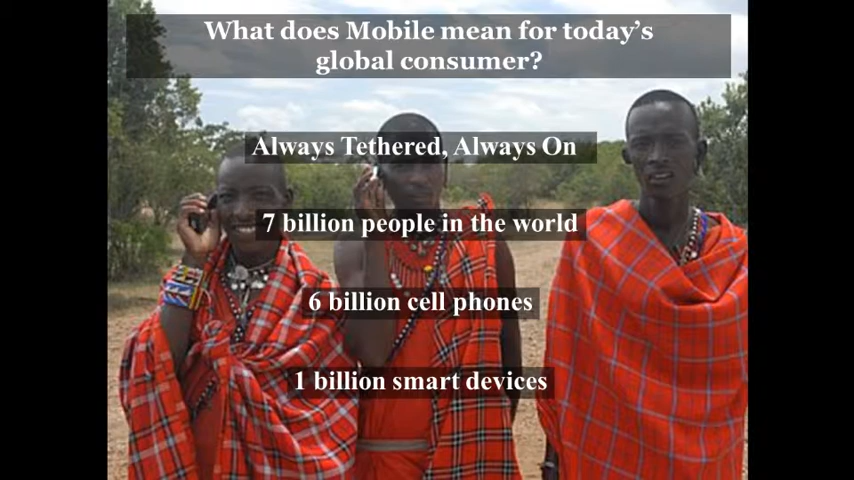 What does Mobile mean for today's
global consumer?
Always Tethered, Always On
7 billion people in the world
6 billion cell phones
1 billion smart devices